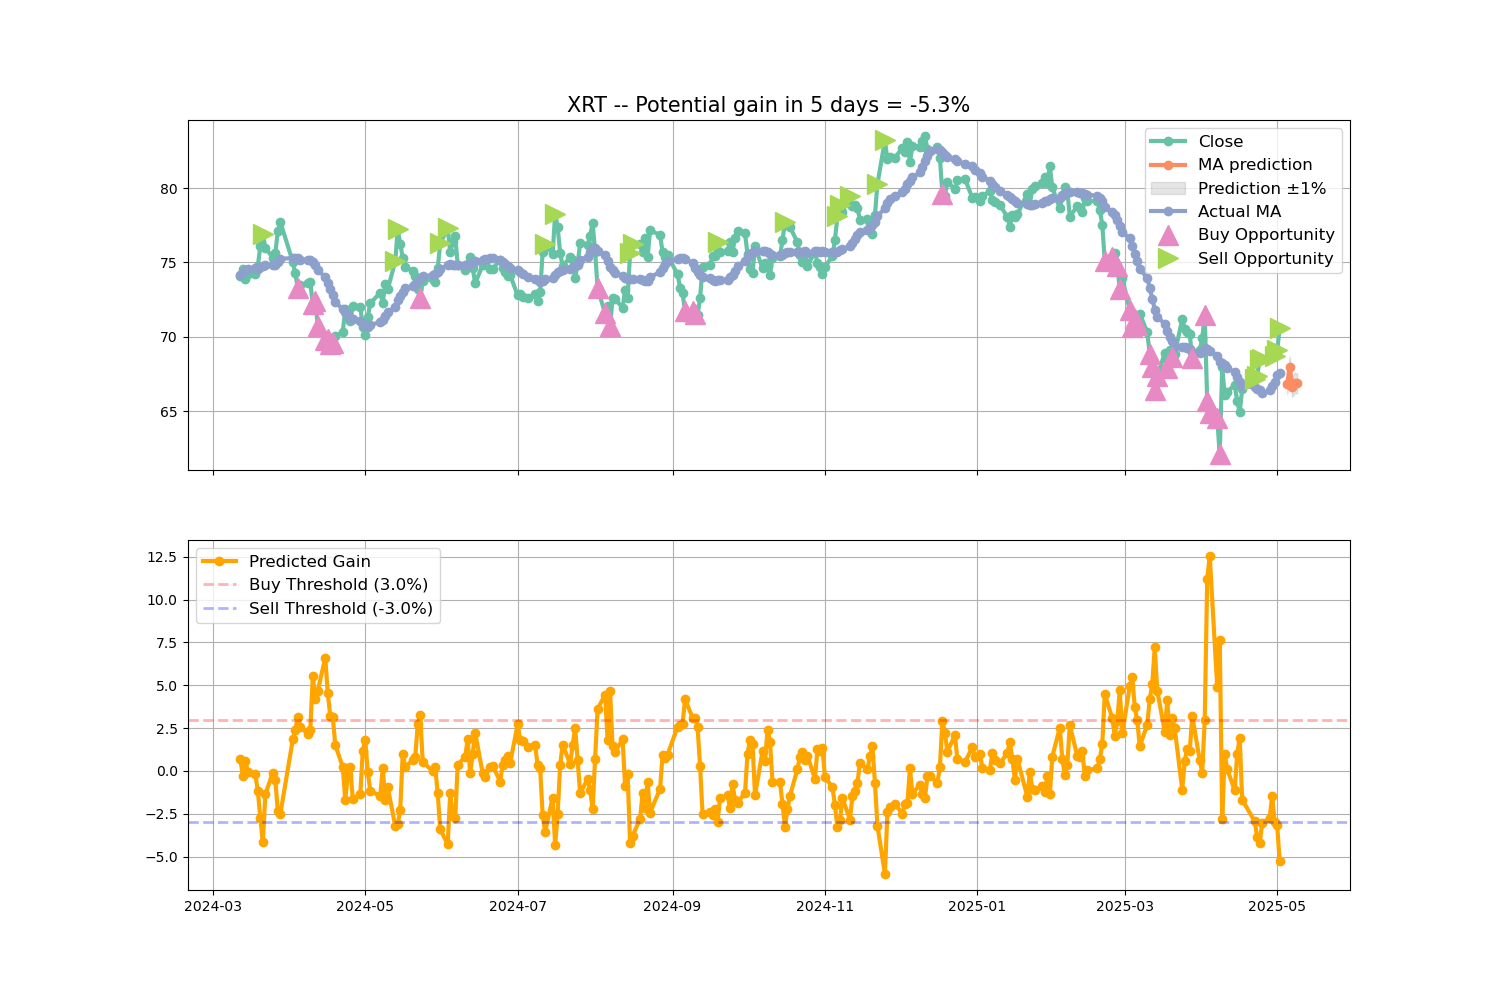 XRT -- Potential gain in 5 days = -5.3%
Close
MA prediction
Prediction ±1%
Actual MA
Buy Opportunity
Sell Opportunity
80
75
70
65
Predicted Gain
Buy Threshold (3.0%)
Sell Threshold (-3.0%)
12.5
10.0
7.5
5.0
2.5
0.0
−2.5
−5.0
2024-03
2024-05
2024-07
2024-09
2024-11
2025-01
2025-03
2025-05